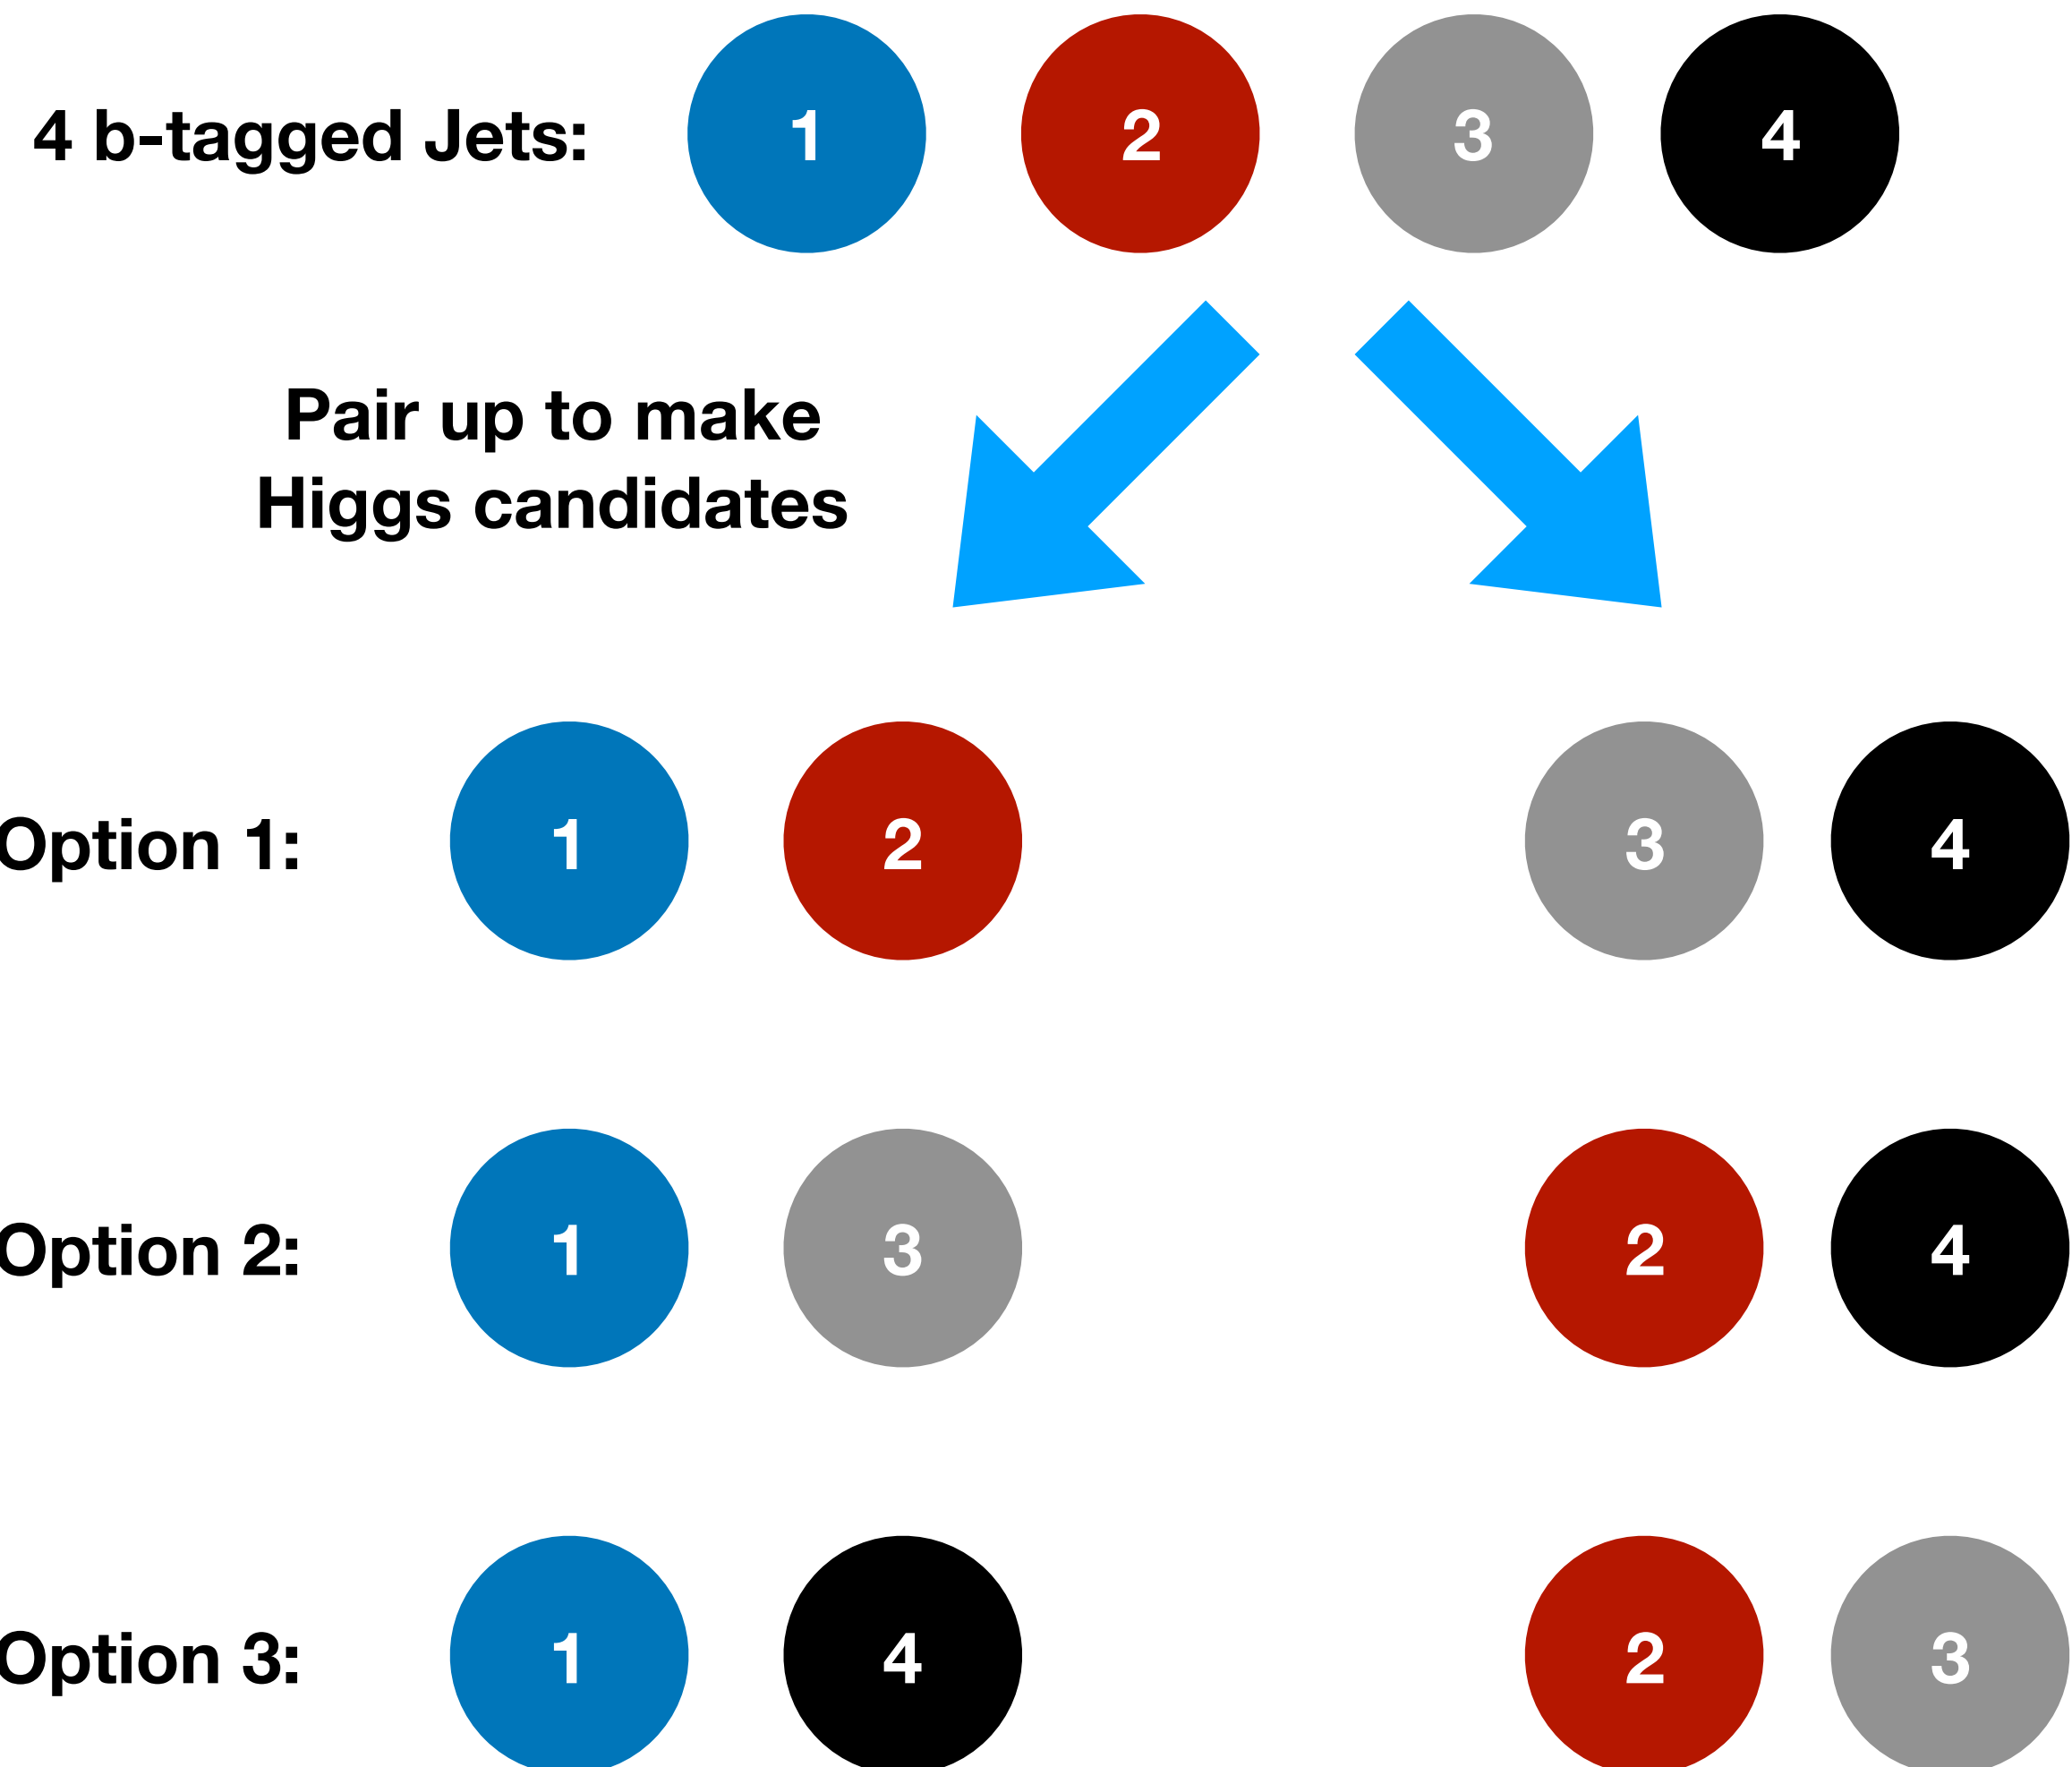 4 b-tagged Jets: 1 2 3 4
Pair up to make
Higgs candidates
Option 1: 1 2 3 4
Option 2: 1 3 2 4
Option 3: 1 4 2 3